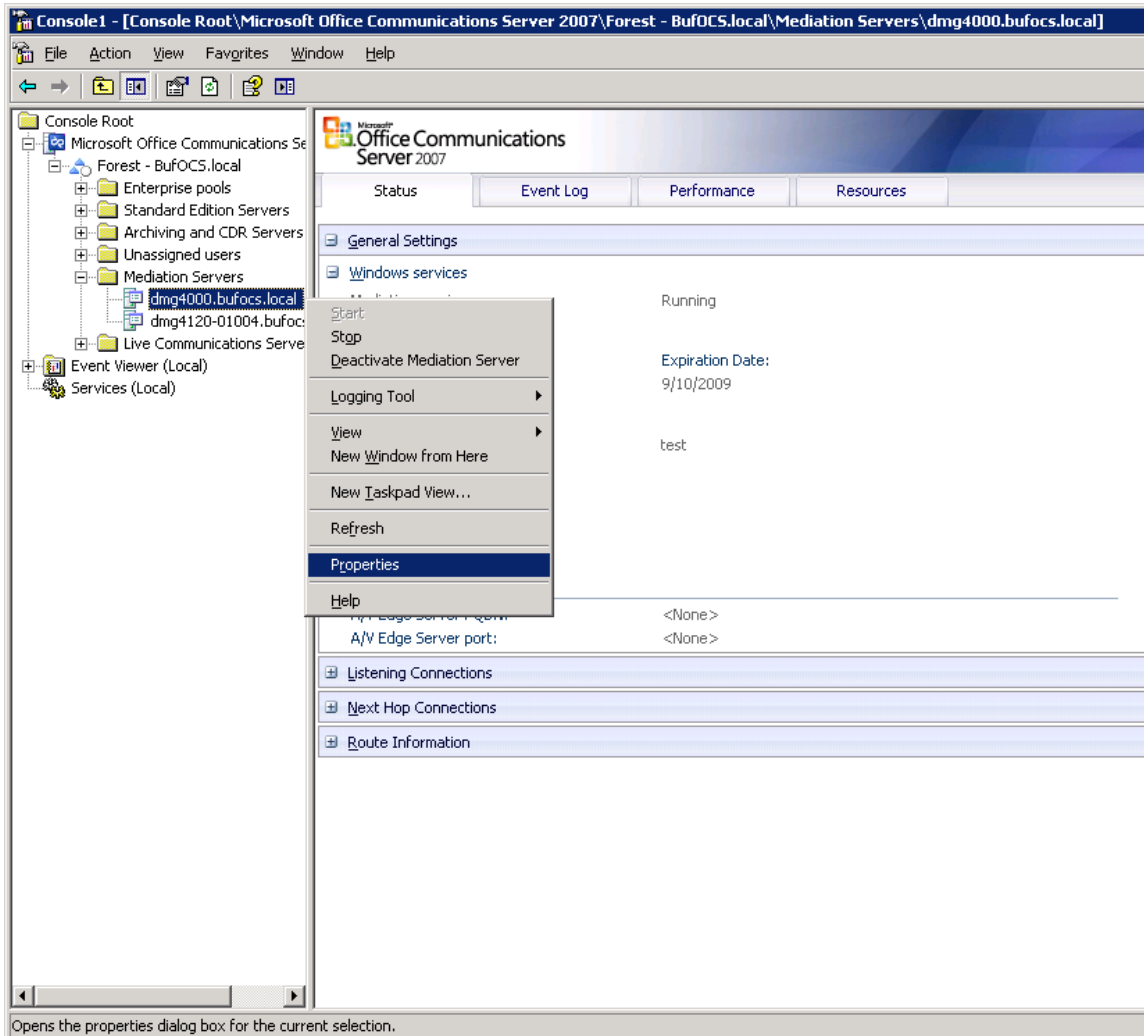 Console1 - [Console Root\Microsoft Office Communications Server 2007\Forest - BufOCS.local\Mediation Servers\dmg4000.bufocs.local]
File Action View Favorites Window Help
Console Root
Microsoft Office Communications Se
Forest - BufOCS.local
Enterprise pools
Standard Edition Servers
Archiving and CDR Servers
Unassigned users
Mediation Servers
dmg4000.bufocs.local
dmg4120-01004.bufoc
Live Communications Serve
Event Viewer (Local)
Services (Local)
Microsoft
Office Communications
Server 2007
Status Event Log Performance Resources
General Settings
Windows services
Running
Expiration Date:
9/10/2009
test
Start
Stop
Deactivate Mediation Server
Logging Tool
View
New Window from Here
New Taskpad View...
Refresh
Properties
Help
<None>
A/V Edge Server port: <None>
Listening Connections
Next Hop Connections
Route Information
Opens the properties dialog box for the current selection.